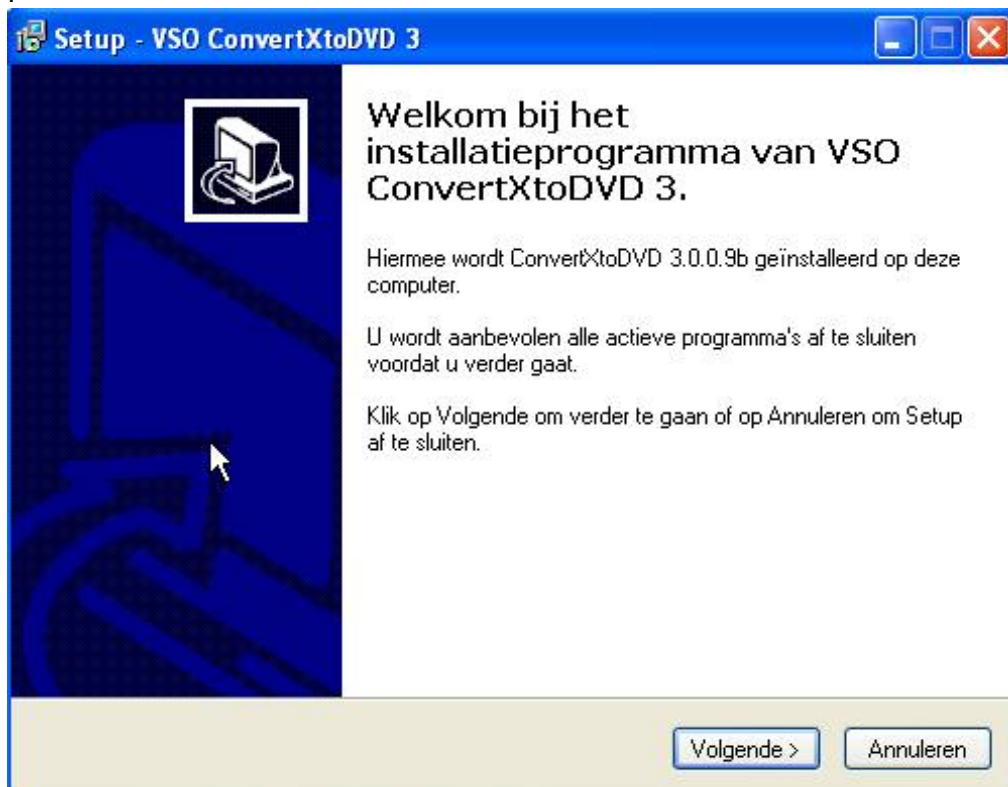 Setup - VSO ConvertXtoDVD 3
Welkom bij het
installatieprogramma van VSO
ConvertXtoDVD 3.
Hiermee wordt ConvertXtoDVD 3.0.0.9b geïnstalleerd op deze
computer.
U wordt aanbevolen alle actieve programma's af te sluiten
voordat u verder gaat.
Klik op Volgende om verder te gaan of op Annuleren om Setup
af te sluiten.
Volgende >
Annuleren